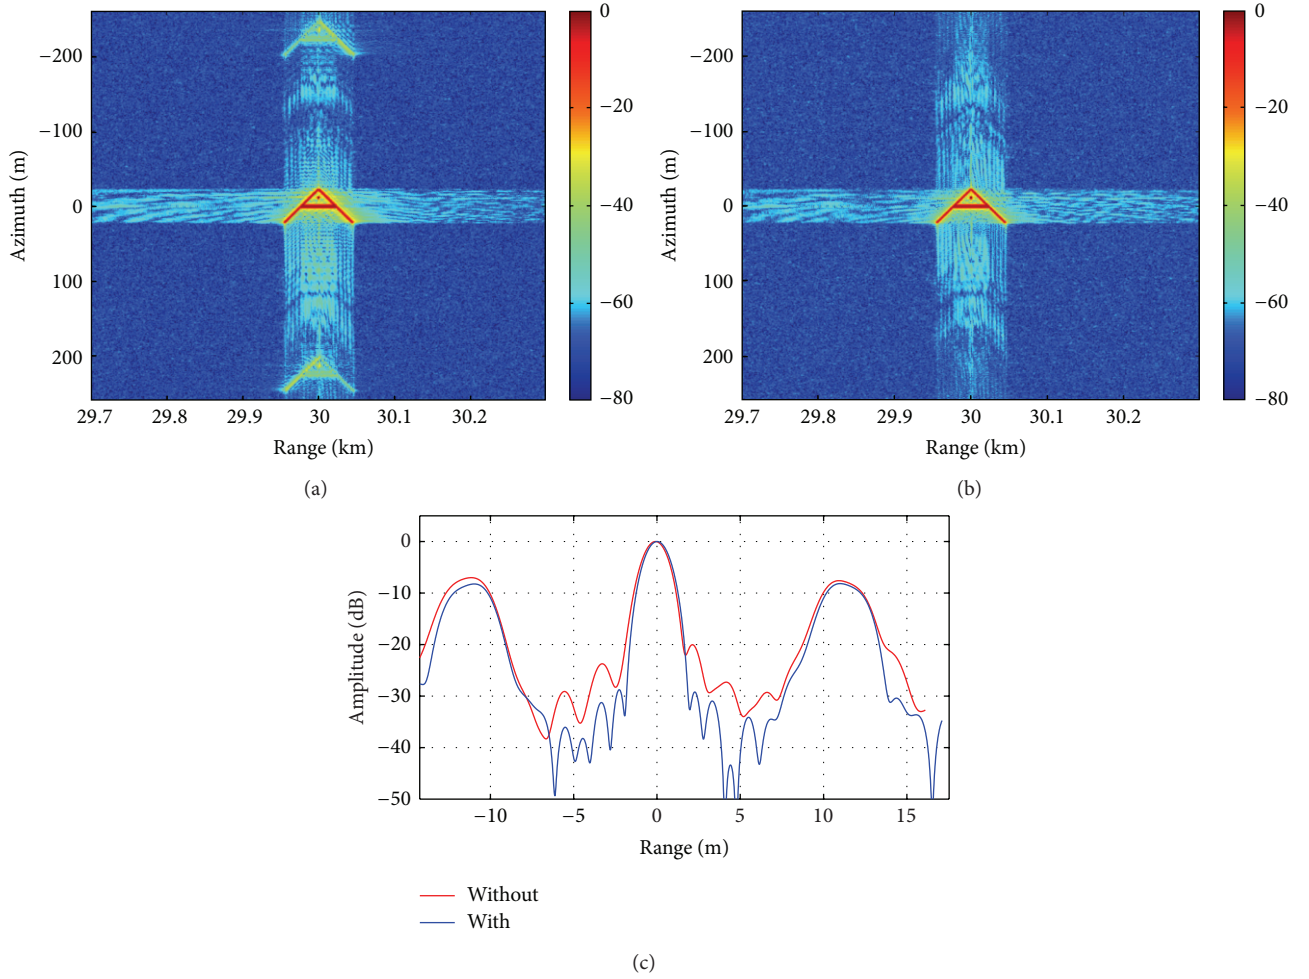 0
−20
−40
−60
−80
−200
−100
0
100
200
Azimuth (m)
29.7 29.8 29.9 30 30.1 30.2
Range (km)
(a)
0
−20
−40
−60
−80
−200
−100
0
100
200
Azimuth (m)
29.7 29.8 29.9 30 30.1 30.2
Range (km)
(b)
0
−10
−20
−30
−40
−50
Amplitude (dB)
−10 −5 0 5 10 15
Range (m)
Without
With
(c)